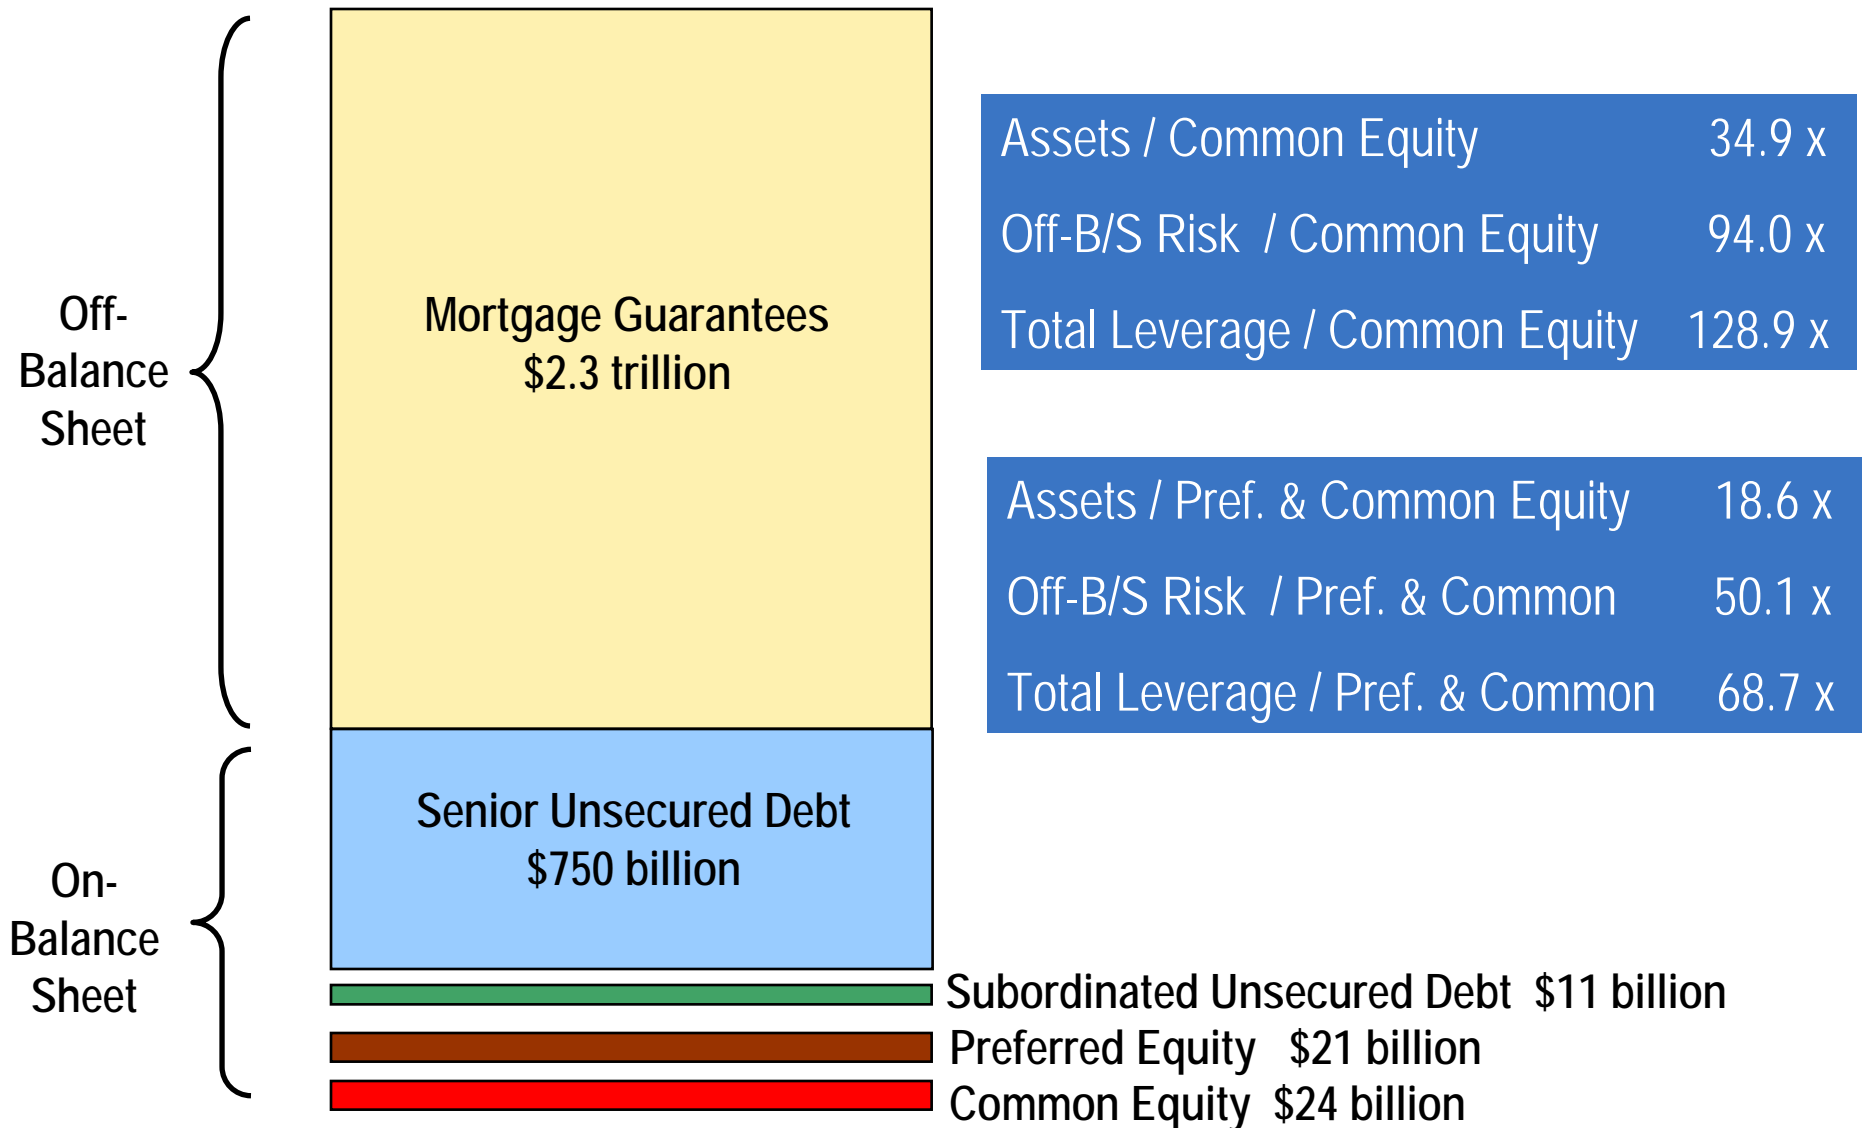 Off-
Balance
Sheet
Mortgage Guarantees
$2.3 trillion
Assets / Common Equity 34.9 x
Off-B/S Risk / Common Equity 94.0 x
Total Leverage / Common Equity 128.9 x
Assets / Pref. & Common Equity 18.6 x
Off-B/S Risk / Pref. & Common 50.1 x
Total Leverage / Pref. & Common 68.7 x
On-
Balance
Sheet
Senior Unsecured Debt
$750 billion
Subordinated Unsecured Debt $11 billion
Preferred Equity $21 billion
Common Equity $24 billion